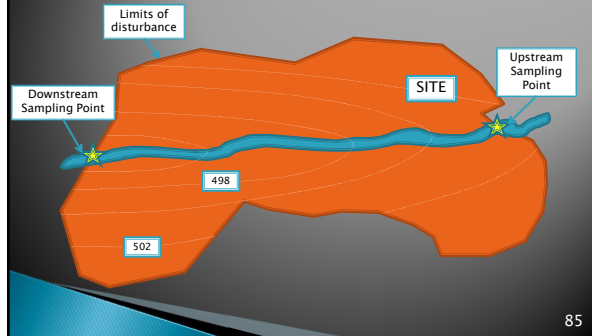 Limits of
disturbance
Upstream
Sampling
Point
SITE
Downstream
Sampling Point
498
502
85